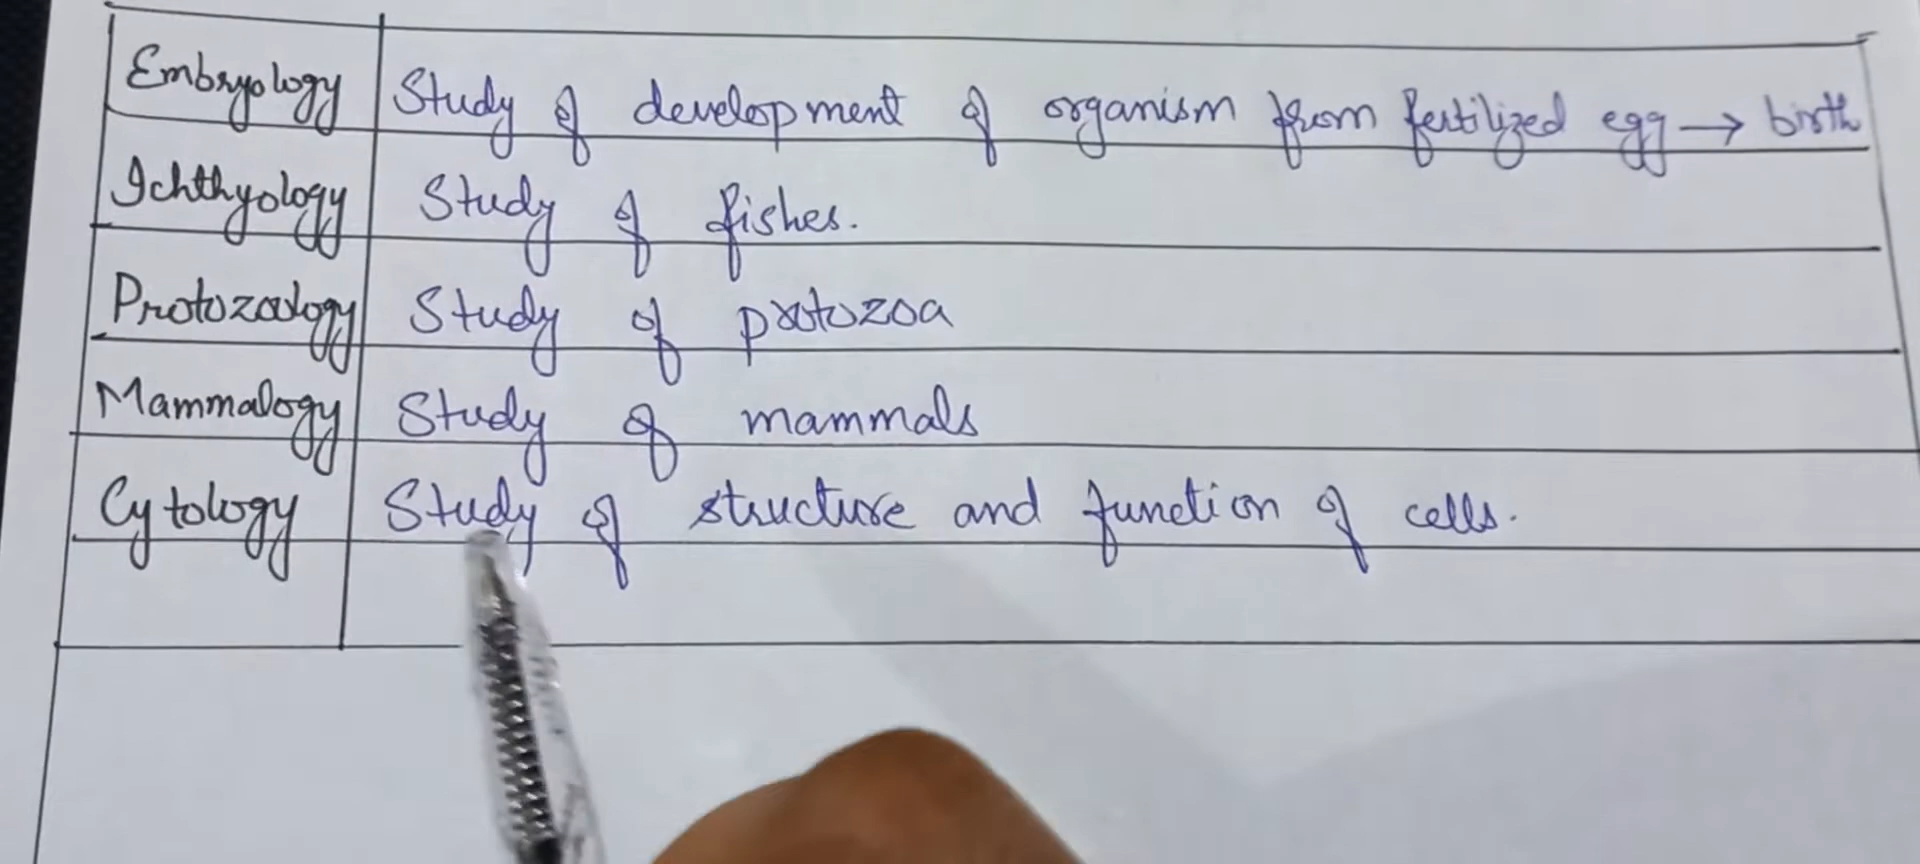 Embryology Study of development of organism from fertilized egg → birth
Ichthyology Study of fishes.
Protozoology Study of protozoa
Mammalogy Study of mammals
Cytology Study of structure and function of cells.